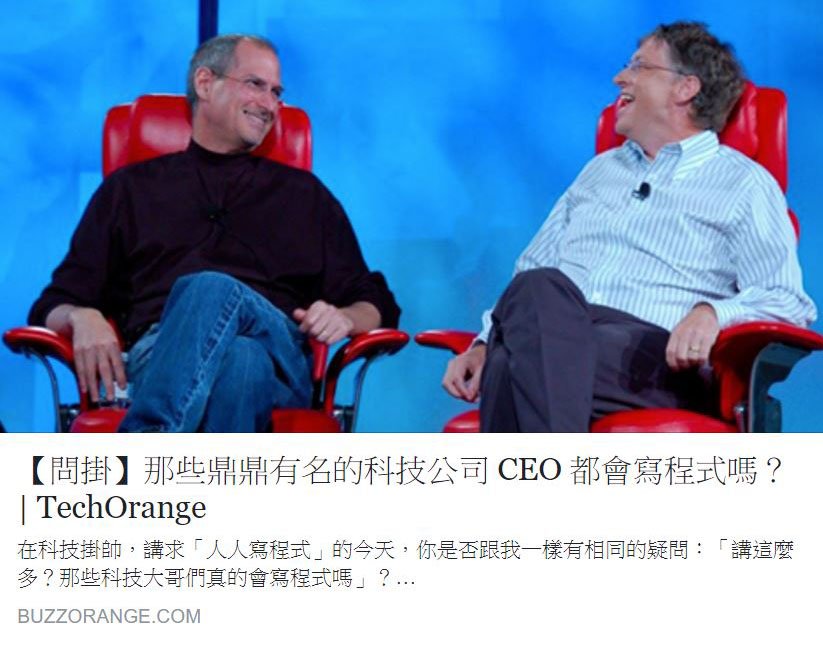 【問掛】那些鼎鼎有名的科技公司 CEO 都會寫程式嗎？
| TechOrange
在科技掛帥，講求「人人寫程式」的今天，你是否跟我一樣有相同的疑問：「講這麼
多？那些科技大哥們真的會寫程式嗎」？...
BUZZORANGE.COM